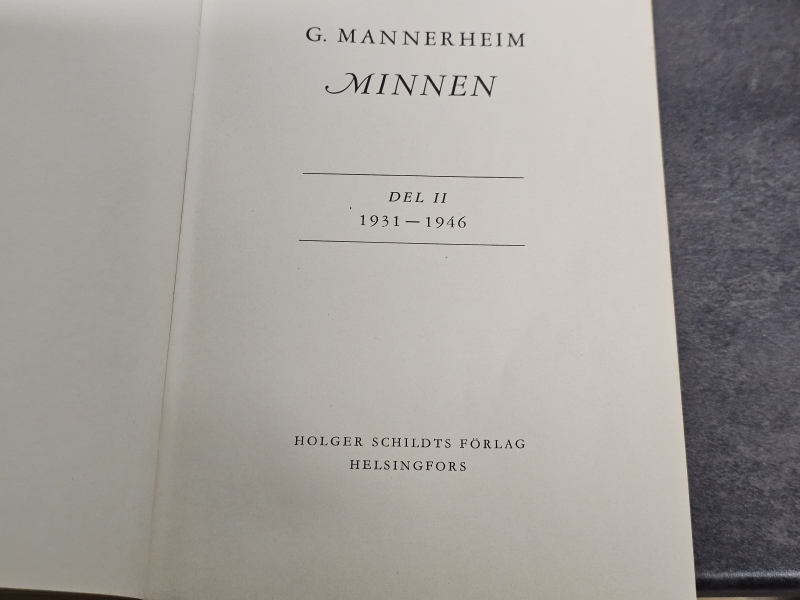 G. MANNERHEIM
MINNEN
DEL II
1931—1946
HOLGER SCHILDTS FÖRLAG
HELSINGFORS